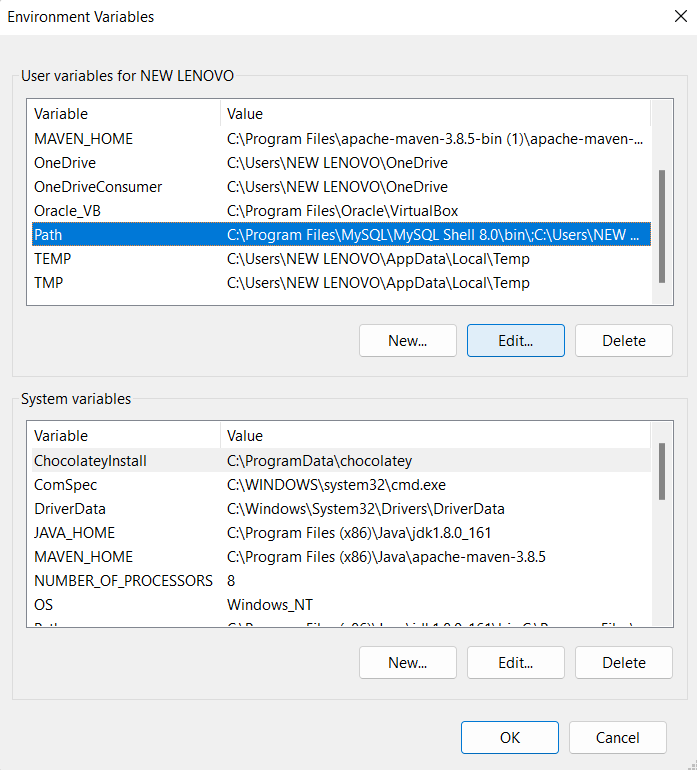 Environment Variables
User variables for NEW LENOVO
Variable Value
MAVEN_HOME C:\Program Files\apache-maven-3.8.5-bin (1)\apache-maven-...
OneDrive C:\Users\NEW LENOVO\OneDrive
OneDriveConsumer C:\Users\NEW LENOVO\OneDrive
Oracle_VB C:\Program Files\Oracle\VirtualBox
Path C:\Program Files\MySQL\MySQL Shell 8.0\bin\;C:\Users\NEW ...
TEMP C:\Users\NEW LENOVO\AppData\Local\Temp
TMP C:\Users\NEW LENOVO\AppData\Local\Temp
New... Edit... Delete
System variables
Variable Value
ChocolateyInstall C:\ProgramData\chocolatey
ComSpec C:\WINDOWS\system32\cmd.exe
DriverData C:\Windows\System32\Drivers\DriverData
JAVA_HOME C:\Program Files (x86)\Java\jdk1.8.0_161
MAVEN_HOME C:\Program Files (x86)\Java\apache-maven-3.8.5
NUMBER_OF_PROCESSORS 8
OS Windows_NT
New... Edit... Delete
OK Cancel